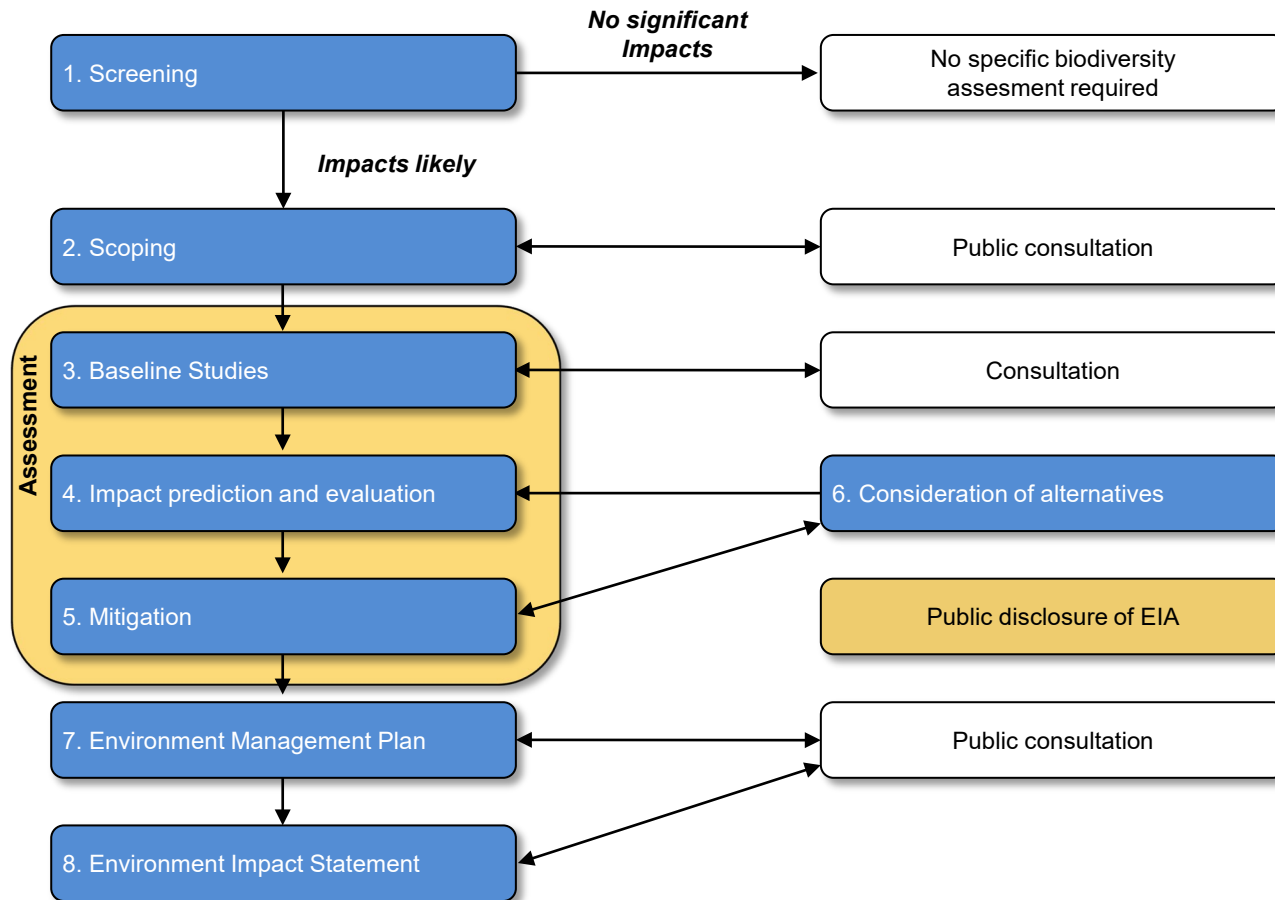 No significant
Impacts
1. Screening
No specific biodiversity
assesment required
Impacts likely
2. Scoping
Public consultation
Assessment
3. Baseline Studies
Consultation
4. Impact prediction and evaluation
6. Consideration of alternatives
5. Mitigation
Public disclosure of EIA
7. Environment Management Plan
Public consultation
8. Environment Impact Statement